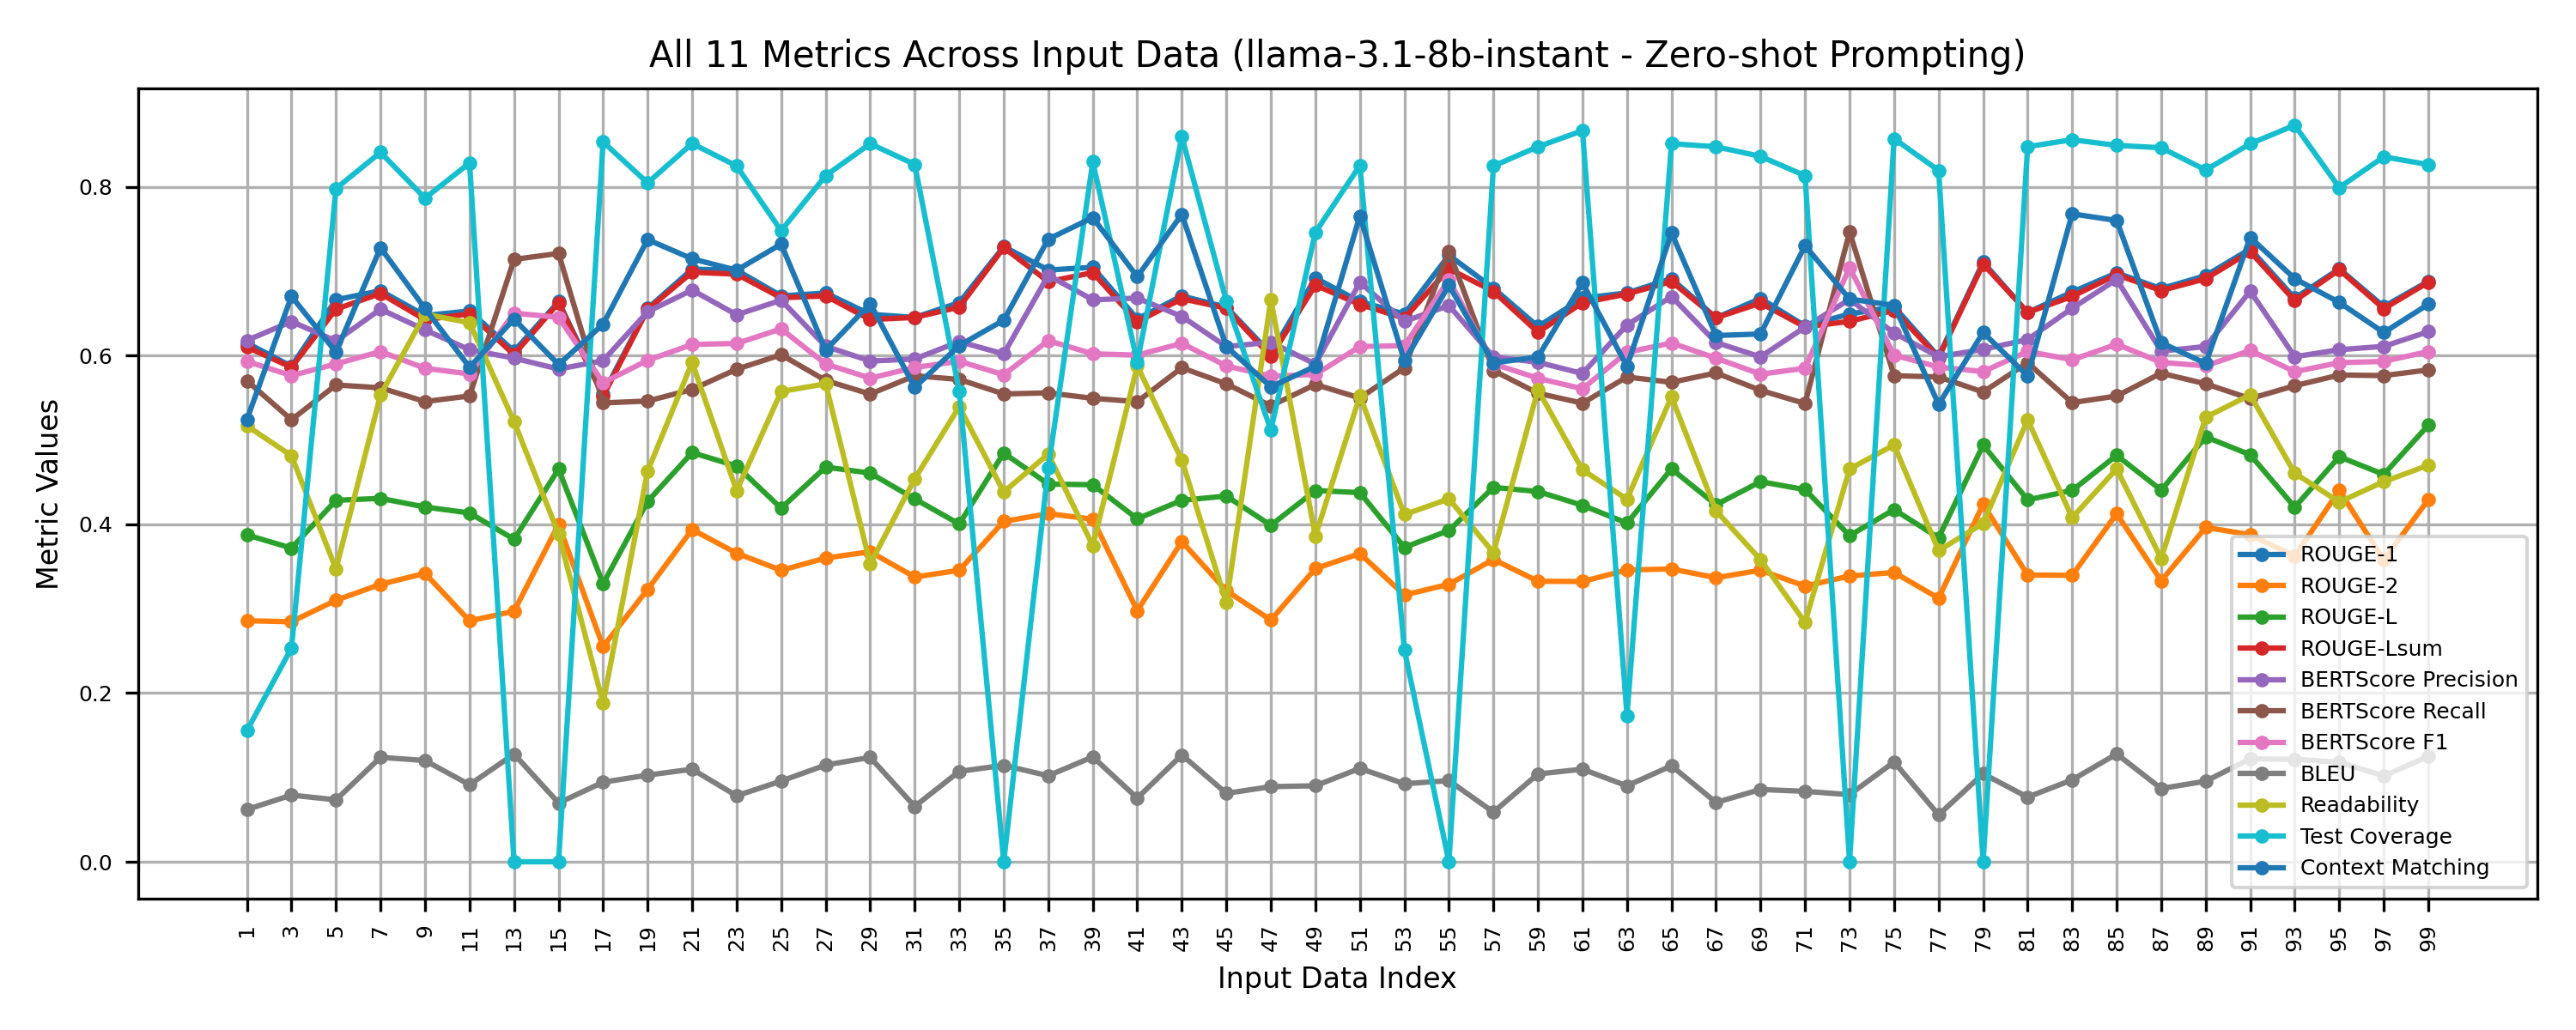 All 11 Metrics Across Input Data (llama-3.1-8b-instant - Zero-shot Prompting)
Metric Values
0.8
0.6
0.4
0.2
0.0
ROUGE-1
ROUGE-2
ROUGE-L
ROUGE-Lsum
BERTScore Precision
BERTScore Recall
BERTScore F1
BLEU
Readability
Test Coverage
Context Matching
1 3 5 7 9 11 13 15 17 19 21 23 25 27 29 31 33 35 37 39 41 43 45 47 49 51 53 55 57 59 61 63 65 67 69 71 73 75 77 79 81 83 85 87 89 91 93 95 97 99
Input Data Index